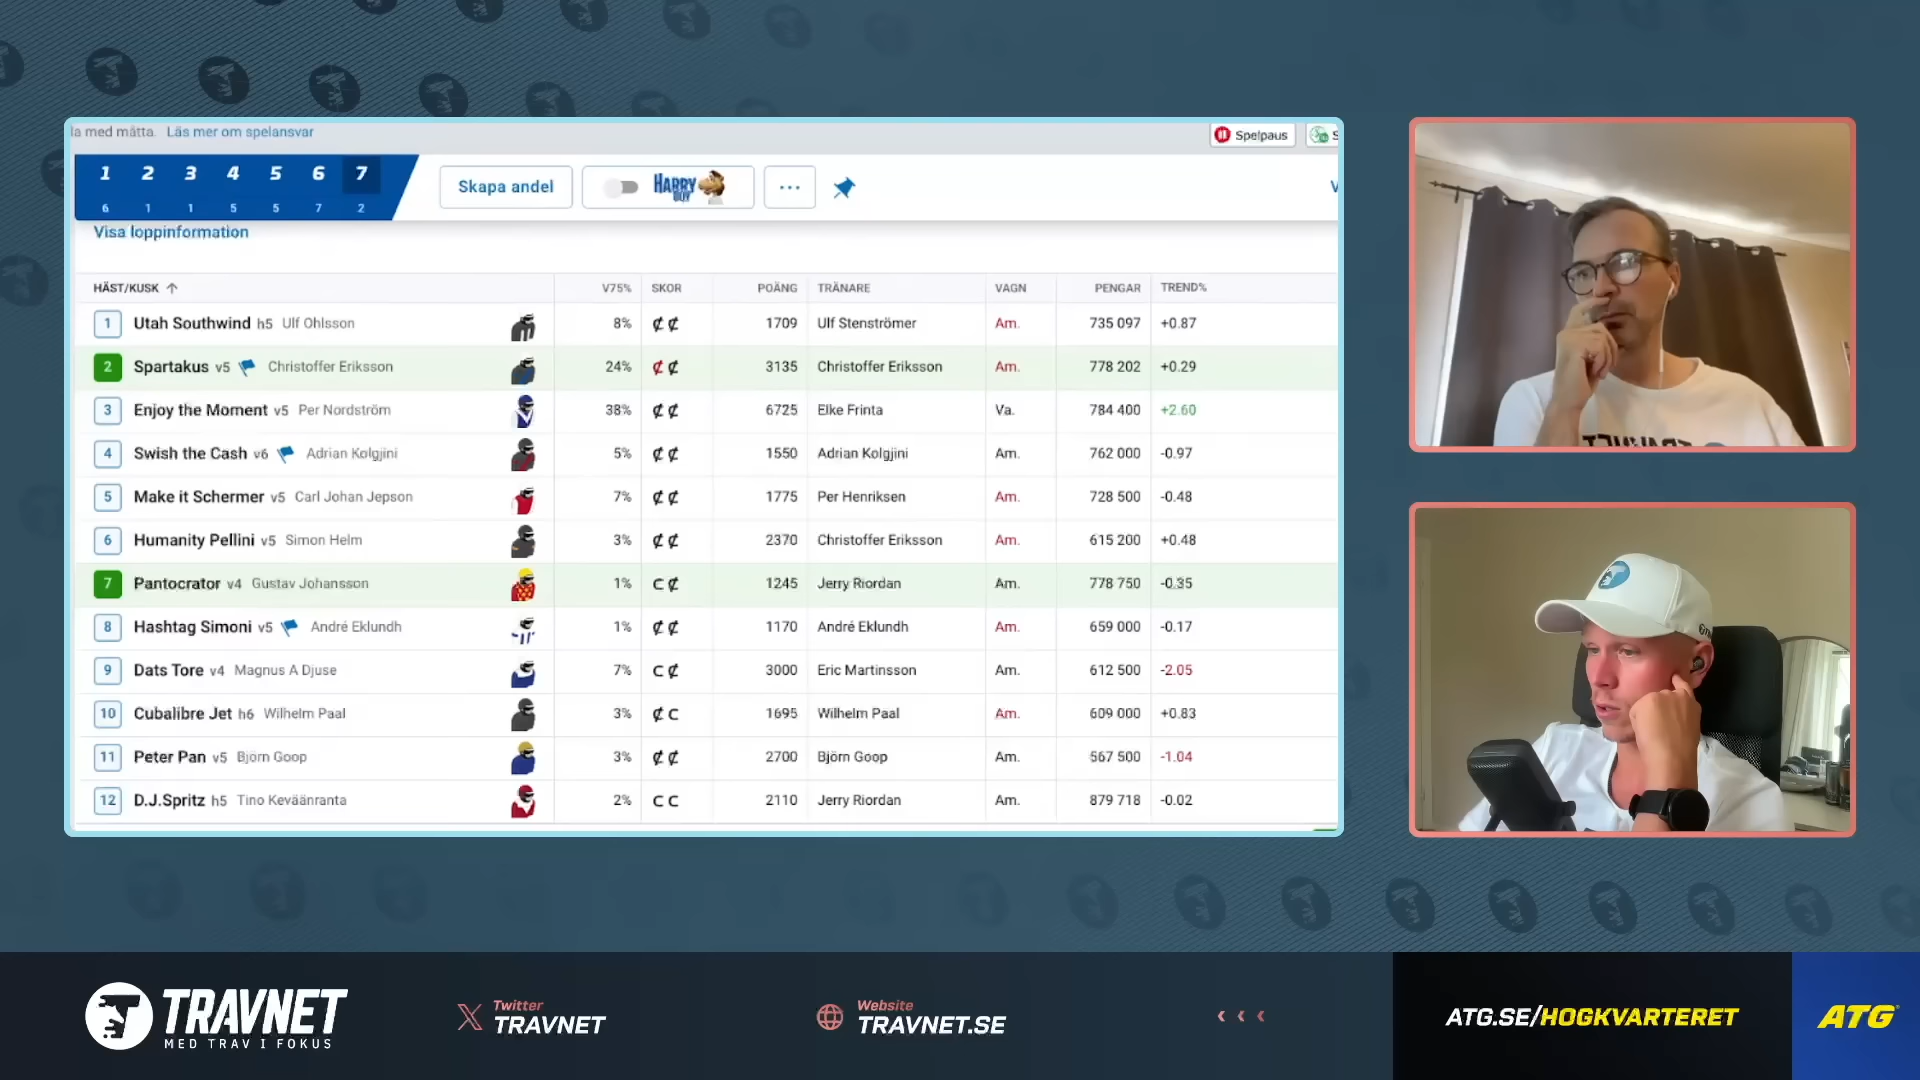 la med måtta. Läs mer om spelansvar
Spelpaus
1 2 3 4 5 6 7
6 1 1 5 5 7 2
Skapa andel
HARRY BOY
...
Visa loppinformation
HÄST/KUSK V75% SKOR POÄNG TRÄNARE VAGN PENGAR TREND%
1 Utah Southwind h5 Ulf Ohlsson 8% ȼ ȼ 1709 Ulf Stenströmer Am. 735 097 +0.87
2 Spartakus v5 Christoffer Eriksson 24% ȼ ȼ 3135 Christoffer Eriksson Am. 778 202 +0.29
3 Enjoy the Moment v5 Per Nordström 38% ȼ ȼ 6725 Elke Frinta Va. 784 400 +2.60
4 Swish the Cash v6 Adrian Kolgjini 5% ȼ ȼ 1550 Adrian Kolgjini Am. 762 000 -0.97
5 Make it Schermer v5 Carl Johan Jepson 7% ȼ ȼ 1775 Per Henriksen Am. 728 500 -0.48
6 Humanity Pellini v5 Simon Helm 3% ȼ ȼ 2370 Christoffer Eriksson Am. 615 200 +0.48
7 Pantocrator v4 Gustav Johansson 1% C ȼ 1245 Jerry Riordan Am. 778 750 -0.35
8 Hashtag Simoni v5 André Eklundh 1% ȼ ȼ 1170 André Eklundh Am. 659 000 -0.17
9 Dats Tore v4 Magnus A Djuse 7% C ȼ 3000 Eric Martinsson Am. 612 500 -2.05
10 Cubalibre Jet h6 Wilhelm Paal 3% ȼ C 1695 Wilhelm Paal Am. 609 000 +0.83
11 Peter Pan v5 Björn Goop 3% ȼ ȼ 2700 Björn Goop Am. 567 500 -1.04
12 D.J.Spritz h5 Tino Keväänranta 2% C C 2110 Jerry Riordan Am. 879 718 -0.02
TRAVNET
MED TRAV I FOKUS
Twitter
TRAVNET
Website
TRAVNET.SE
ATG.SE/HOGKVARTERET
ATG